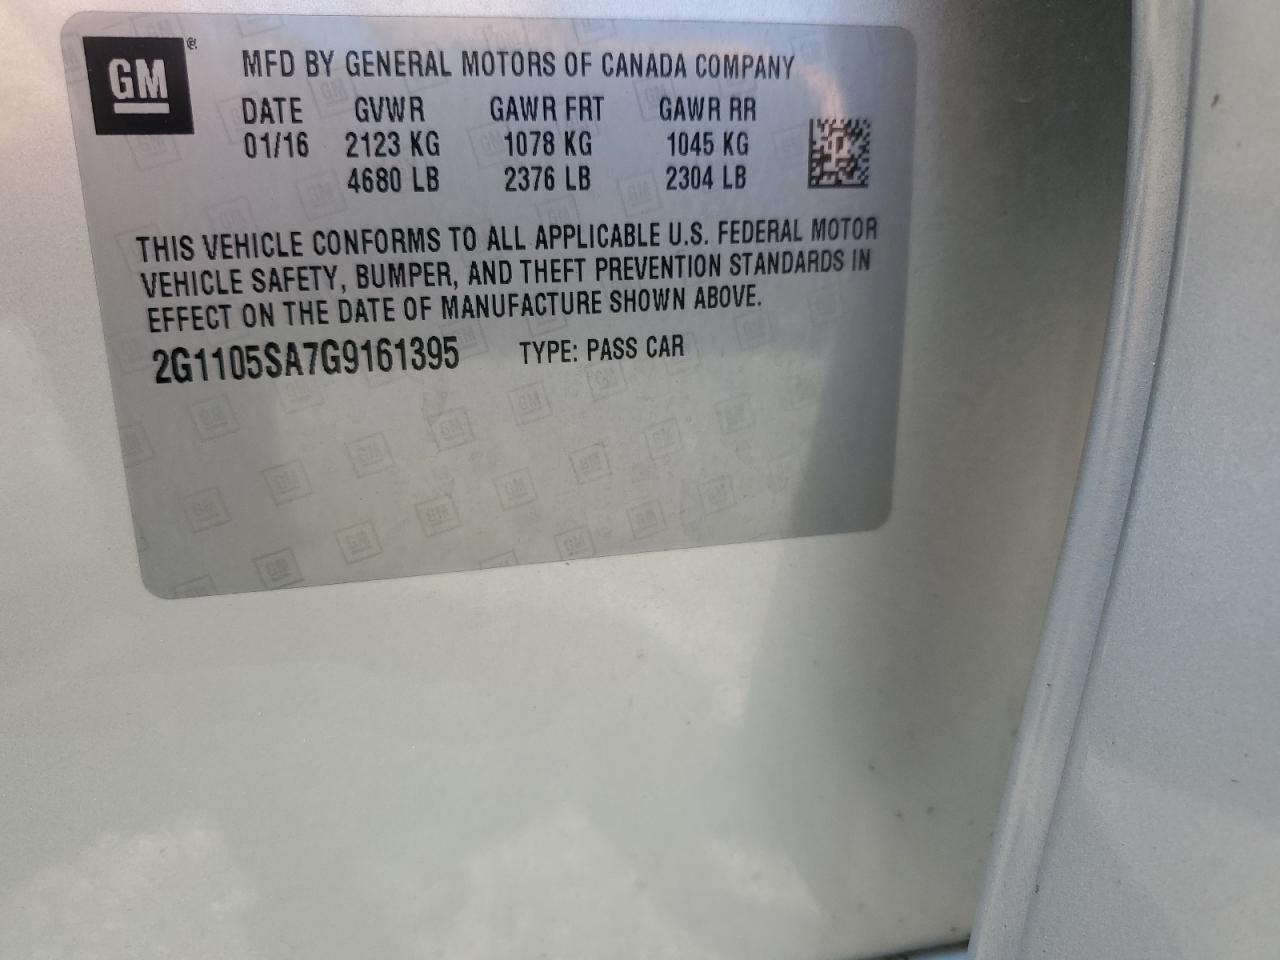 GM® MFD BY GENERAL MOTORS OF CANADA COMPANY
DATE GVWR GAWR FRT GAWR RR
01/16 2123 KG 1078 KG 1045 KG
4680 LB 2376 LB 2304 LB
THIS VEHICLE CONFORMS TO ALL APPLICABLE U.S. FEDERAL MOTOR
VEHICLE SAFETY, BUMPER, AND THEFT PREVENTION STANDARDS IN
EFFECT ON THE DATE OF MANUFACTURE SHOWN ABOVE.
2G1105SA7G9161395 TYPE: PASS CAR